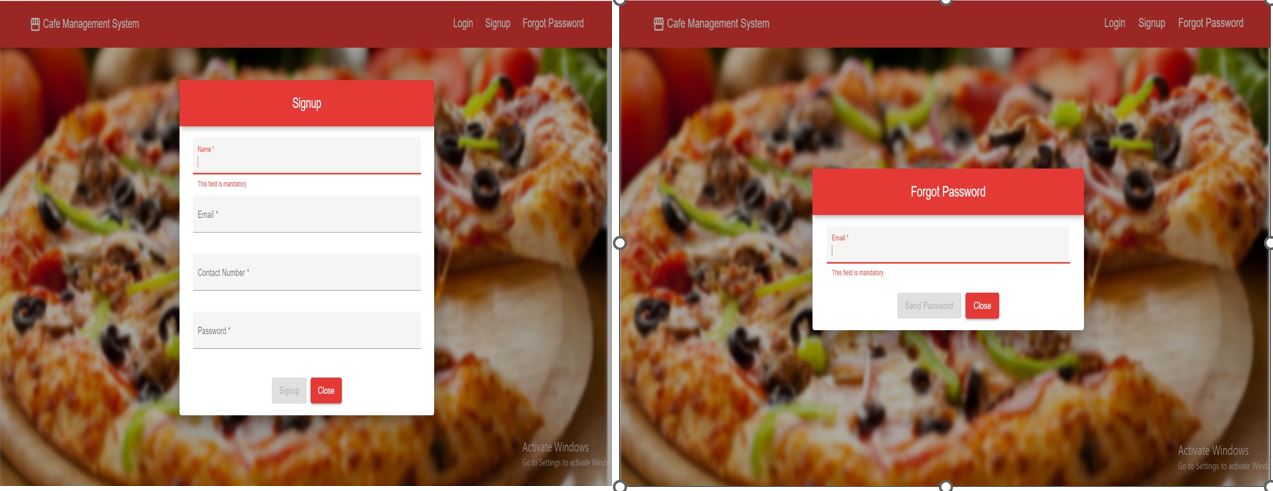 Cafe Management System
Login Signup Forgot Password
Signup
Name *
This field is mandatory
Email *
Contact Number *
Password *
Signup Close
Activate Windows
Go to Settings to activate Wind
Cafe Management System
Login Signup Forgot Password
Forgot Password
Email *
This field is mandatory
Send Password Close
Activate Windows
Go to Settings to activate Wind